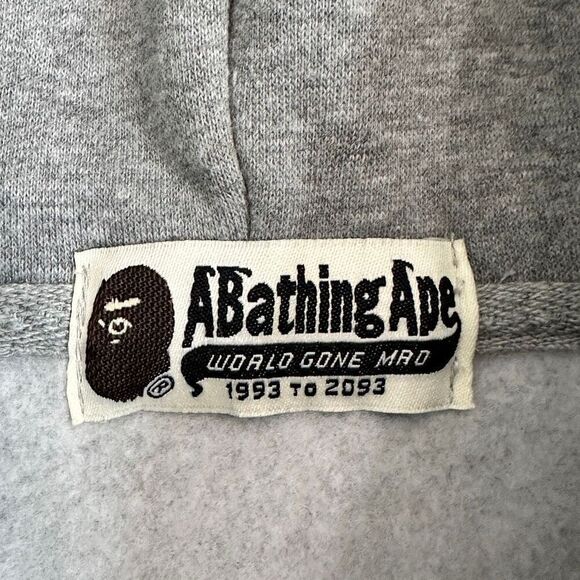 ABathingApe
WORLD GONE MAD
1993 TO 2093
®